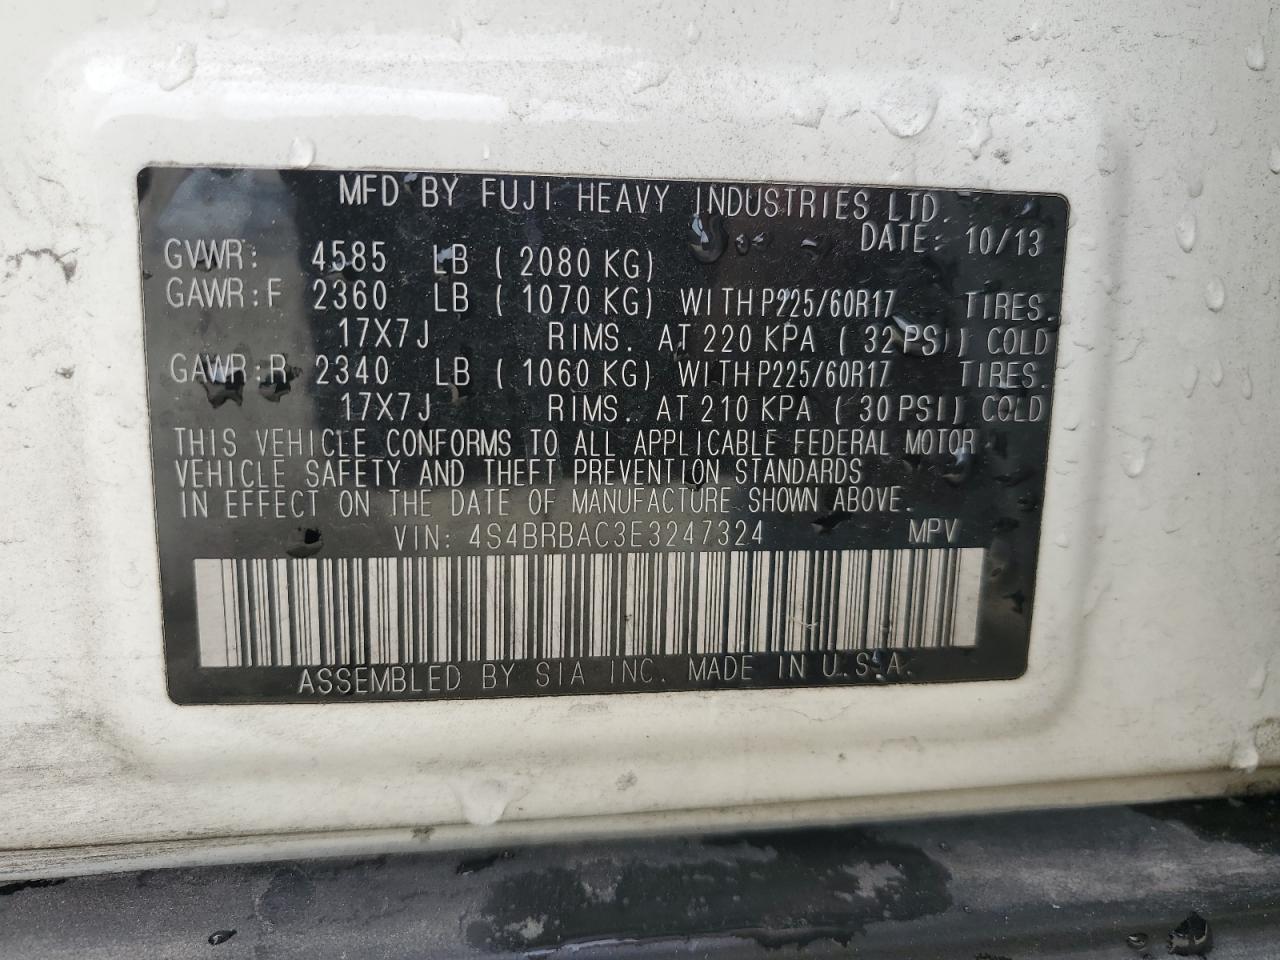 MFD BY FUJI HEAVY INDUSTRIES LTD.
DATE: 10/13
GVWR: 4585 LB (2080 KG)
GAWR:F 2360 LB (1070 KG) WITH P225/60R17 TIRES.
17X7J RIMS. AT 220 KPA (32 PSI) COLD
GAWR:R 2340 LB (1060 KG) WITH P225/60R17 TIRES.
17X7J RIMS. AT 210 KPA (30 PSI) COLD
THIS VEHICLE CONFORMS TO ALL APPLICABLE FEDERAL MOTOR
VEHICLE SAFETY AND THEFT PREVENTION STANDARDS
IN EFFECT ON THE DATE OF MANUFACTURE SHOWN ABOVE.
VIN: 4S4BRBAC3E3247324 MPV
ASSEMBLED BY SIA INC. MADE IN U.S.A.